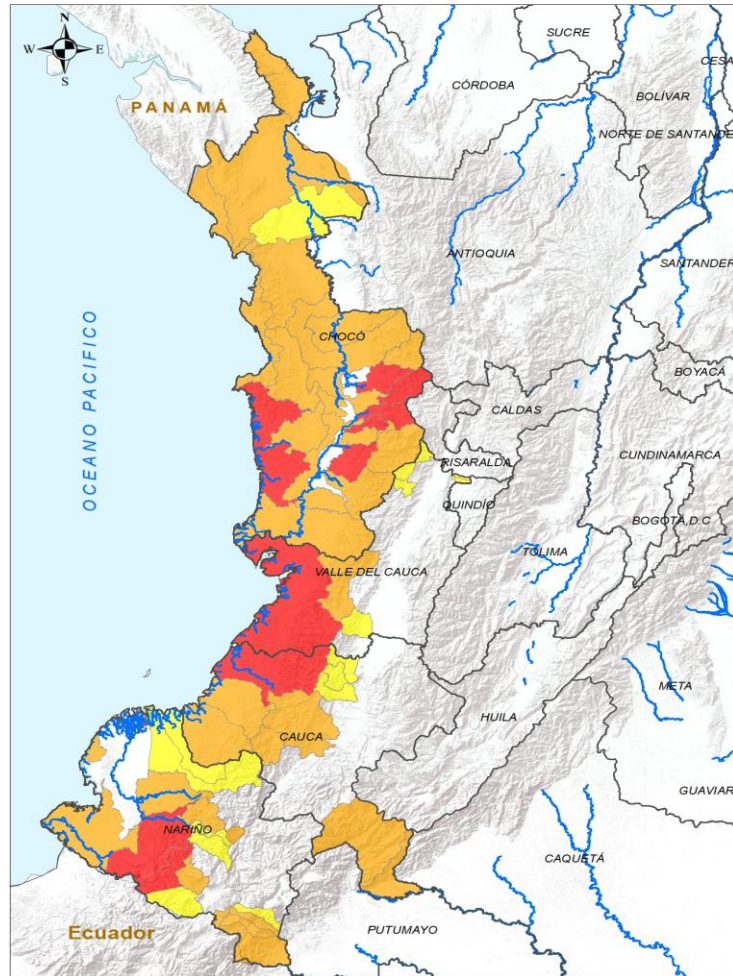 N
W E
S
SUCRE
CESA
CÓRDOBA
BOLÍVAR
PANAMÁ
NORTE DE SANTANDE
ANTIOQUIA
SANTANDER
OCEANO PACIFICO
CHOCÓ
BOYACÁ
CALDAS
CUNDINAMARCA
RISARALDA
QUINDÍO
BOGOTÁ,D.C
TOLIMA
VALLE DEL CAUCA
META
HUILA
CAUCA
GUAVIAR
NARIÑO
CAQUETÁ
Ecuador
PUTUMAYO